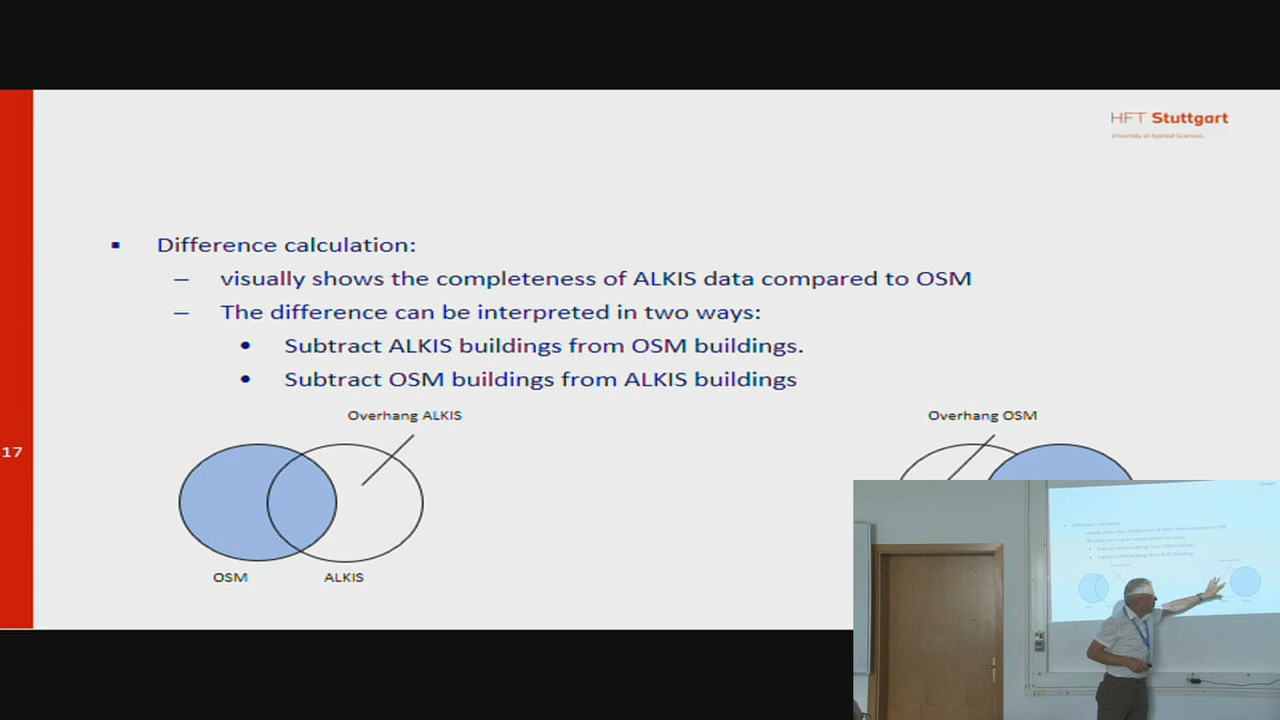 HFT Stuttgart
University of Applied Sciences
▪ Difference calculation:
– visually shows the completeness of ALKIS data compared to OSM
– The difference can be interpreted in two ways:
• Subtract ALKIS buildings from OSM buildings.
• Subtract OSM buildings from ALKIS buildings
Overhang ALKIS
Overhang OSM
17
OSM
ALKIS